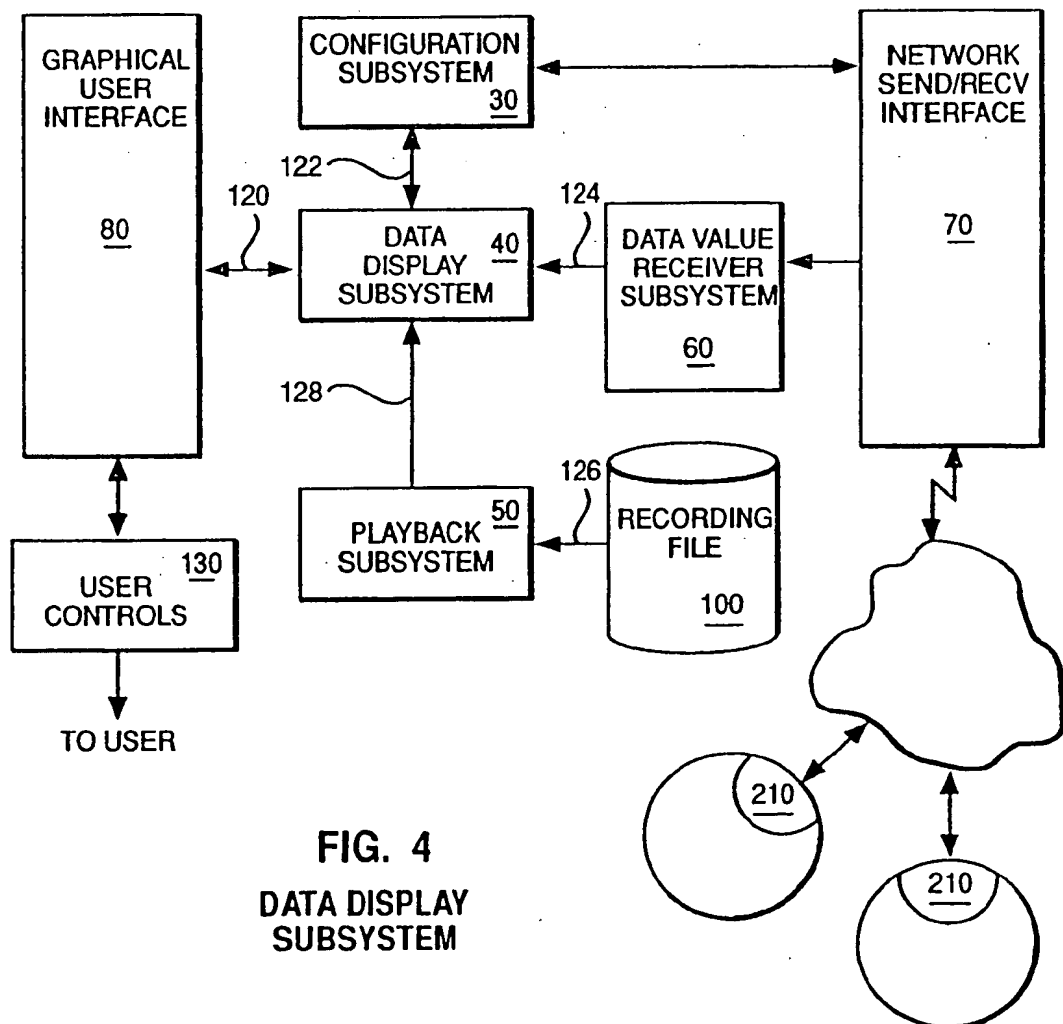 GRAPHICAL
USER
INTERFACE
80
CONFIGURATION
SUBSYSTEM
30
NETWORK
SEND/RECV
INTERFACE
70
122
120
DATA
DISPLAY
SUBSYSTEM
40
124
DATA VALUE
RECEIVER
SUBSYSTEM
60
128
PLAYBACK
SUBSYSTEM
50
126
RECORDING
FILE
100
USER
CONTROLS
130
TO USER
210
210
FIG. 4
DATA DISPLAY
SUBSYSTEM